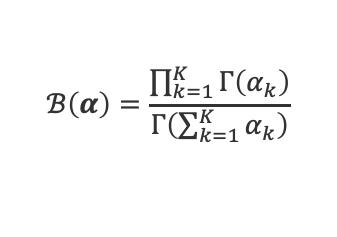 ℬ(𝜶) = ∏_{k=1}^{K} Γ(α_k) / Γ(∑_{k=1}^{K} α_k)